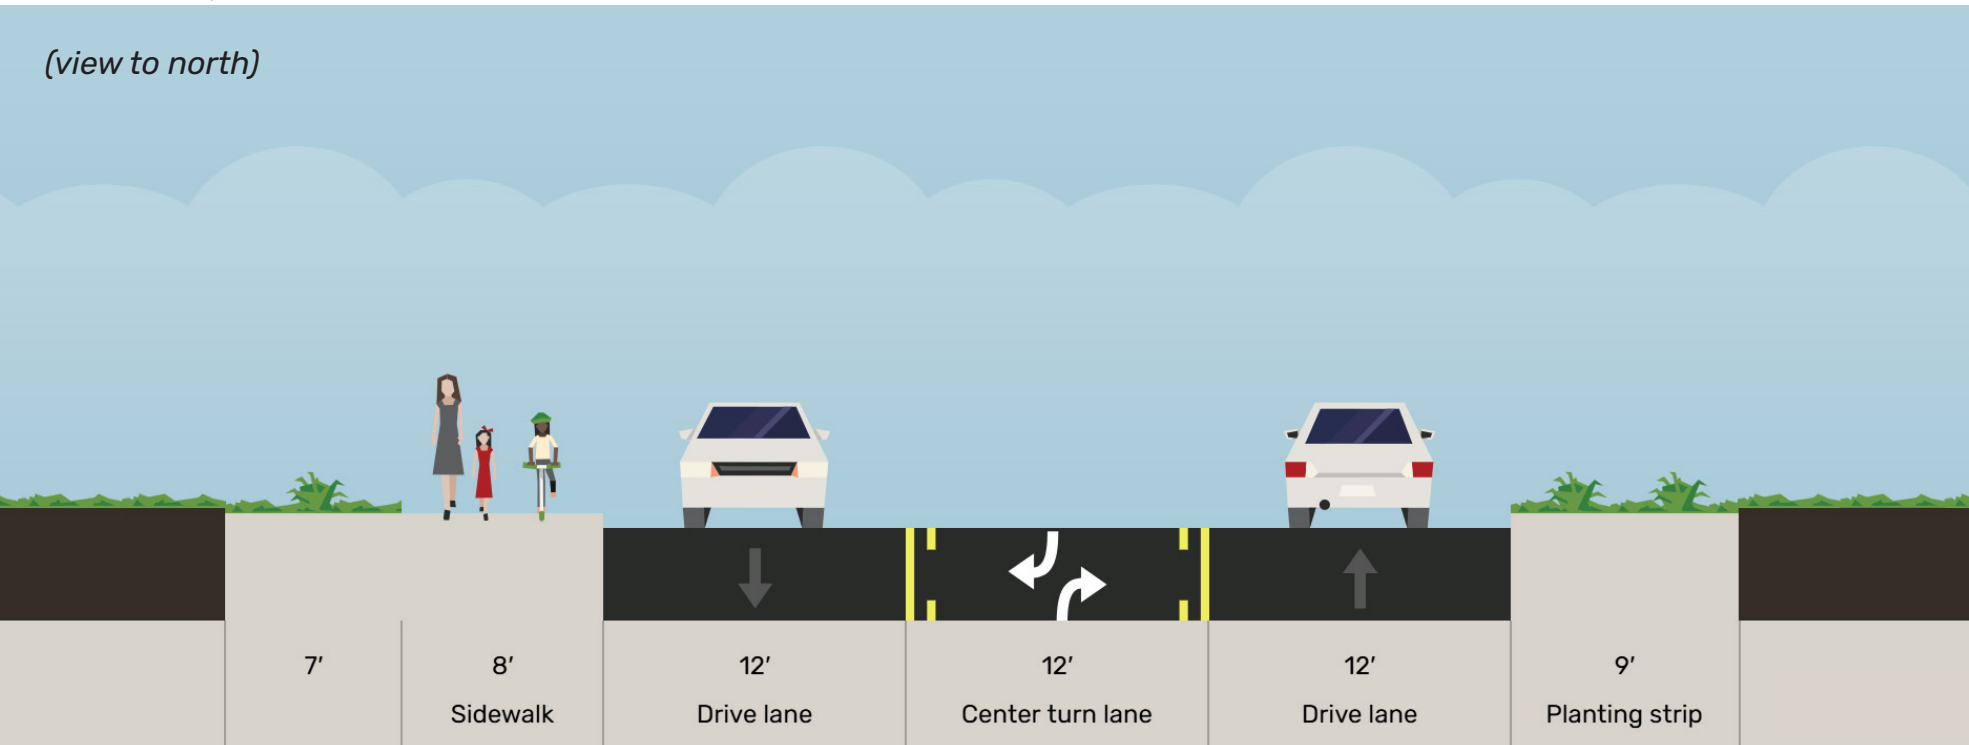 (view to north)
7’ 8’ 12’ 12’ 12’ 9’
Sidewalk Drive lane Center turn lane Drive lane Planting strip